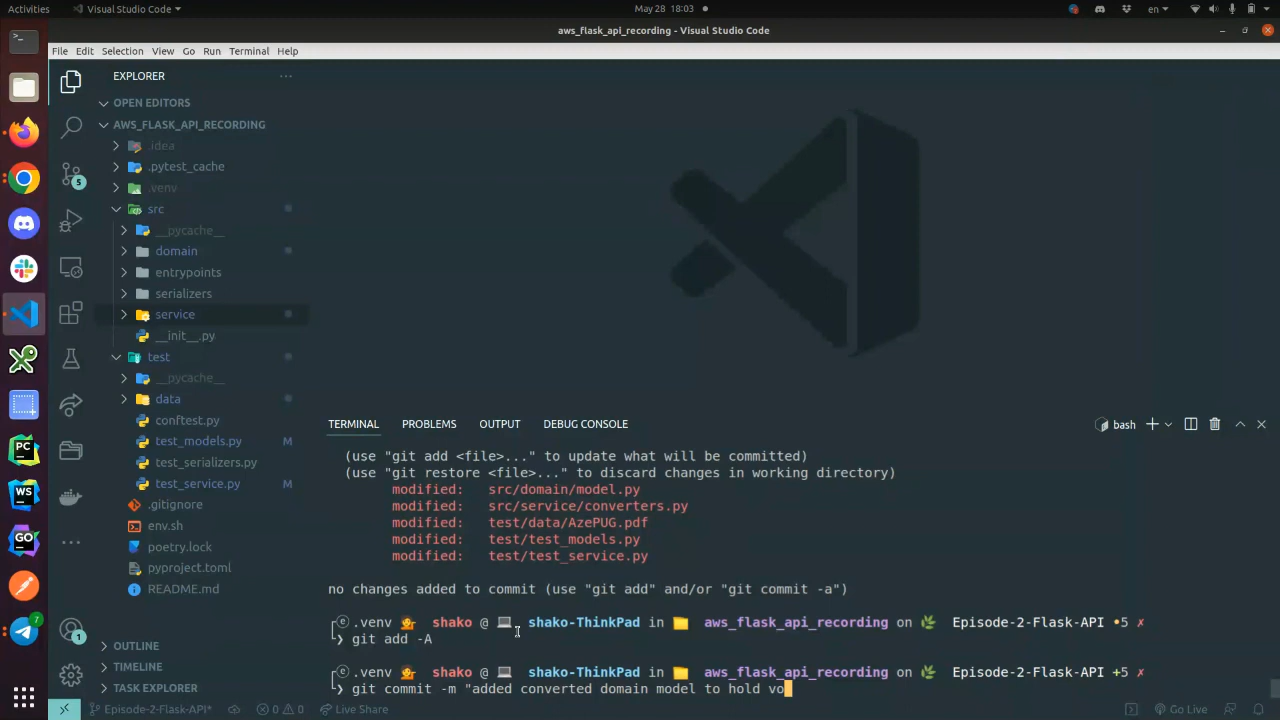 Activities
Visual Studio Code
May 28 18:03
en
aws_flask_api_recording - Visual Studio Code
File Edit Selection View Go Run Terminal Help
EXPLORER
OPEN EDITORS
AWS_FLASK_API_RECORDING
.idea
.pytest_cache
.venv
src
__pycache__
domain
entrypoints
serializers
service
__init__.py
test
__pycache__
data
conftest.py
test_models.py M
test_serializers.py
test_service.py M
.gitignore
env.sh
poetry.lock
pyproject.toml
README.md
OUTLINE
TIMELINE
TASK EXPLORER
5
1
PC
WS
GO
7
TERMINAL PROBLEMS OUTPUT DEBUG CONSOLE
bash
(use "git add <file>..." to update what will be committed)
(use "git restore <file>..." to discard changes in working directory)
modified: src/domain/model.py
modified: src/service/converters.py
modified: test/data/AzePUG.pdf
modified: test/test_models.py
modified: test/test_service.py
no changes added to commit (use "git add" and/or "git commit -a")
ⓔ .venv 💁 shako @ 💻 shako-ThinkPad in 📁 aws_flask_api_recording on 🌿 Episode-2-Flask-API •5 ✗
❯ git add -A
ⓔ .venv 💁 shako @ 💻 shako-ThinkPad in 📁 aws_flask_api_recording on 🌿 Episode-2-Flask-API +5 ✗
❯ git commit -m "added converted domain model to hold vo
Episode-2-Flask-API* 0 0 Live Share
Go Live